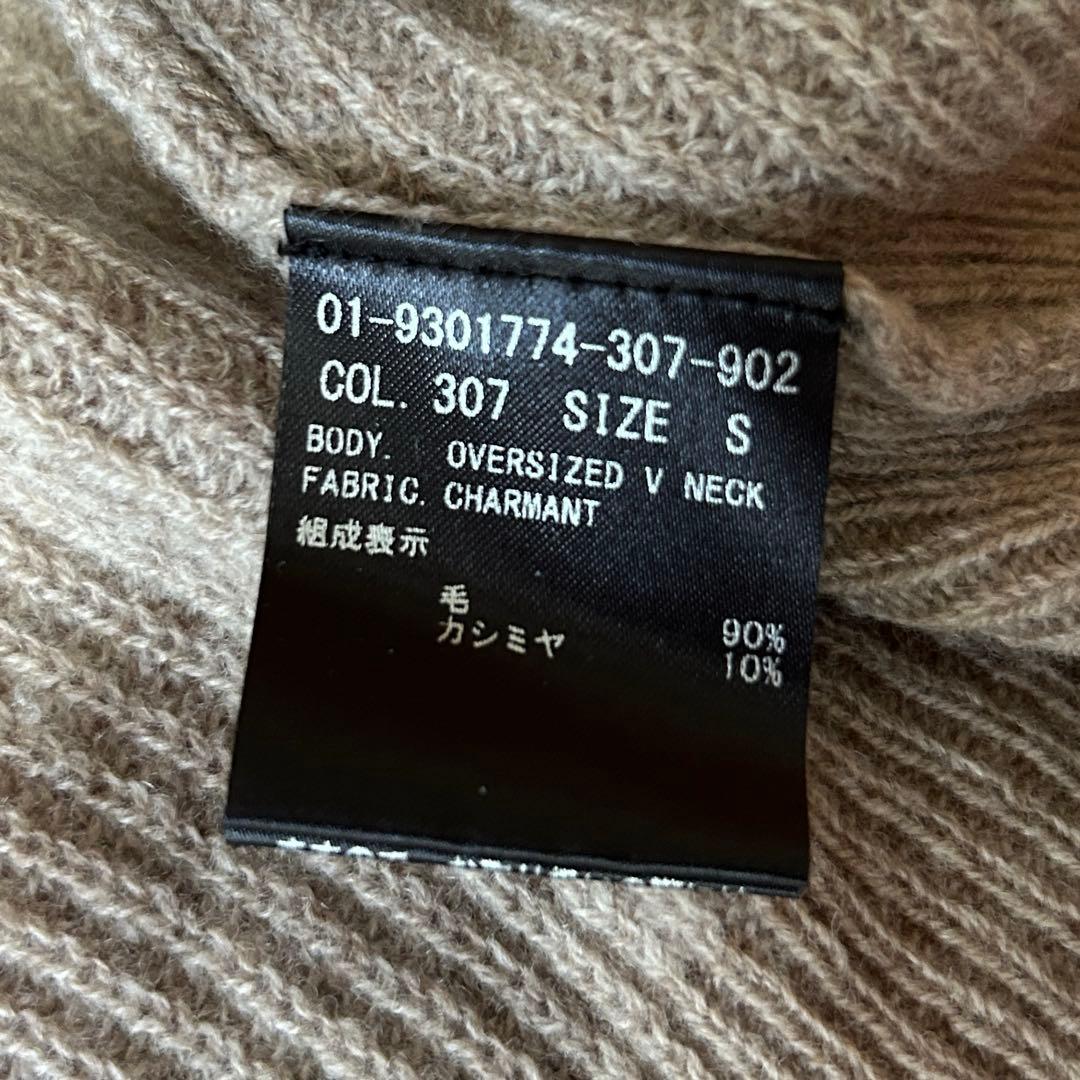 01-9301774-307-902
COL. 307 SIZE S
BODY. OVERSIZED V NECK
FABRIC. CHARMANT
組成表示
毛 90%
カシミヤ 10%